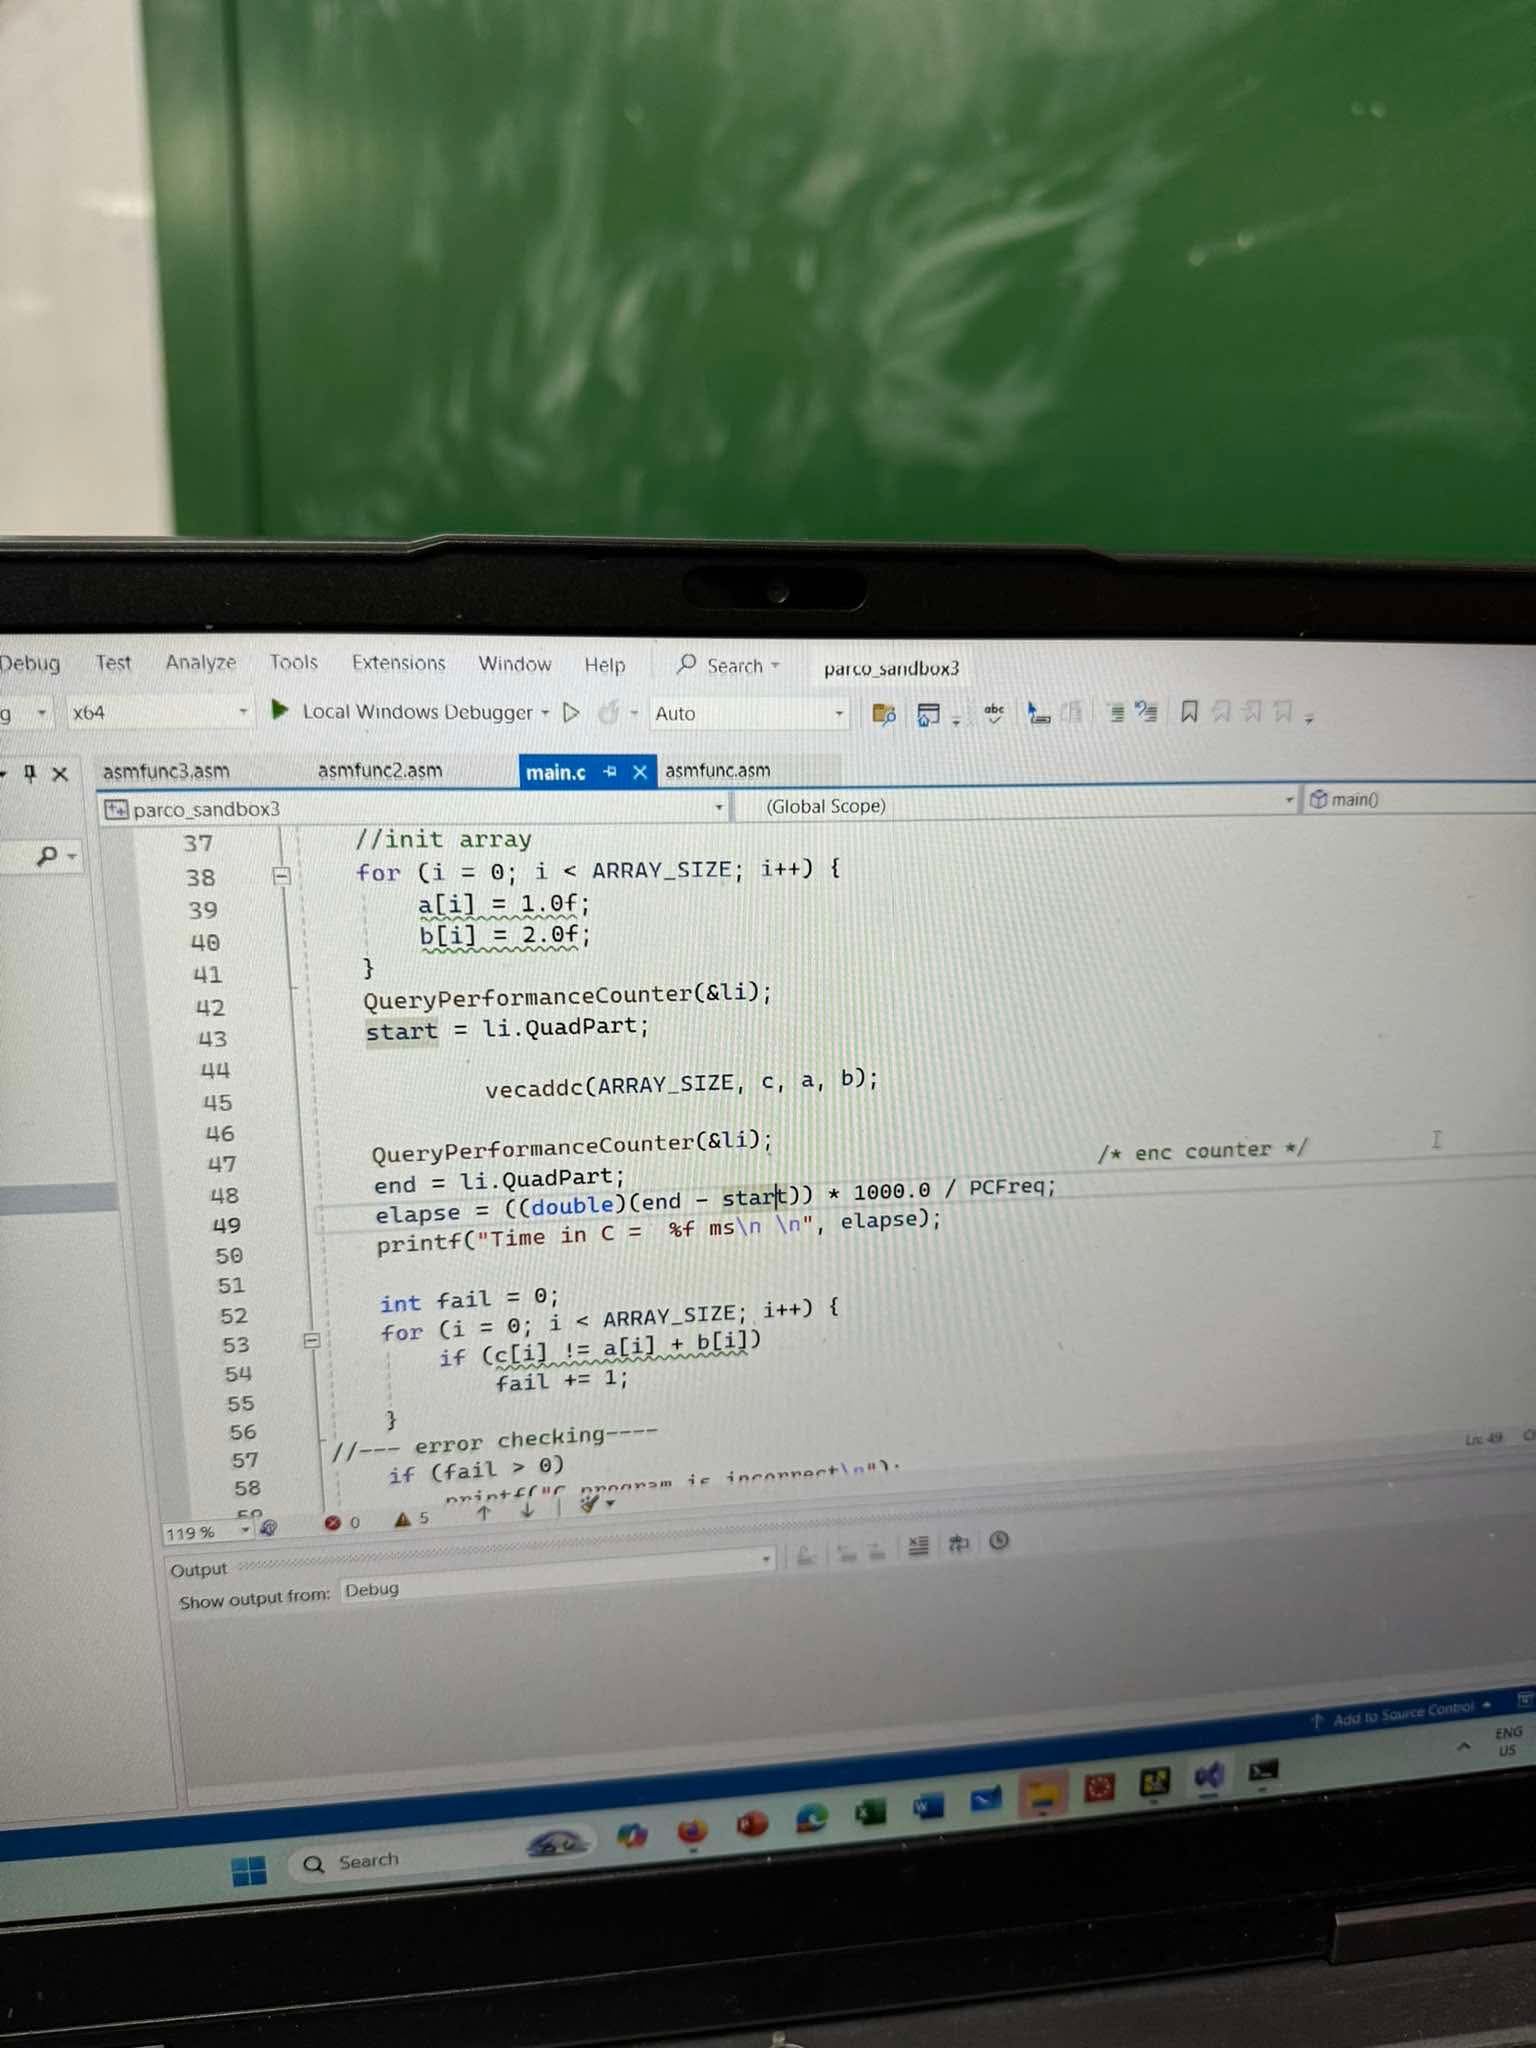 Debug Test Analyze Tools Extensions Window Help Search parco_sandbox3
g x64 Local Windows Debugger Auto
asmfunc3.asm asmfunc2.asm main.c asmfunc.asm
parco_sandbox3 (Global Scope) main()
37 //init array
38 for (i = 0; i < ARRAY_SIZE; i++) {
39 a[i] = 1.0f;
40 b[i] = 2.0f;
41 }
42 QueryPerformanceCounter(&li);
43 start = li.QuadPart;
44
45 vecaddc(ARRAY_SIZE, c, a, b);
46
47 QueryPerformanceCounter(&li); /* enc counter */
48 end = li.QuadPart;
49 elapse = ((double)(end - start)) * 1000.0 / PCFreq;
50 printf("Time in C = %f ms\n \n", elapse);
51
52 int fail = 0;
53 for (i = 0; i < ARRAY_SIZE; i++) {
54 if (c[i] != a[i] + b[i])
55 fail += 1;
56 }
57 //--- error checking----
58 if (fail > 0)
59 printf("C program is incorrect\n");
119 % 0 5 Ln: 49
Output
Show output from: Debug
Add to Source Control
Search
ENG
US